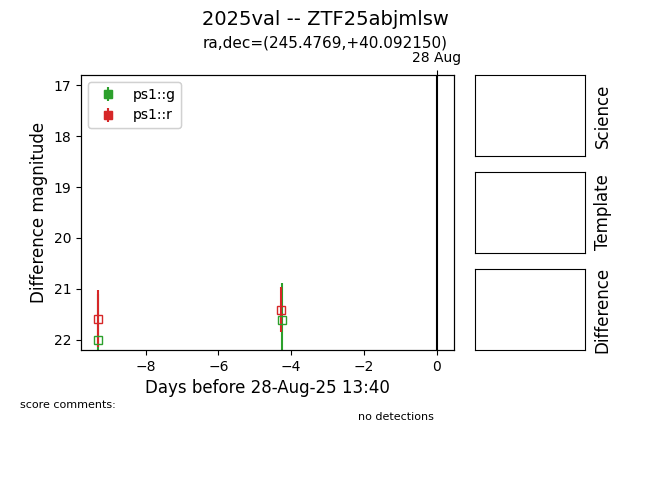 2025val -- ZTF25abjmlsw
ra,dec=(245.4769,+40.092150)
28 Aug
ps1::g
ps1::r
17
18
19
20
21
22
Difference magnitude
−8
−6
−4
−2
0
Days before 28-Aug-25 13:40
Science
Template
Difference
score comments:
no detections